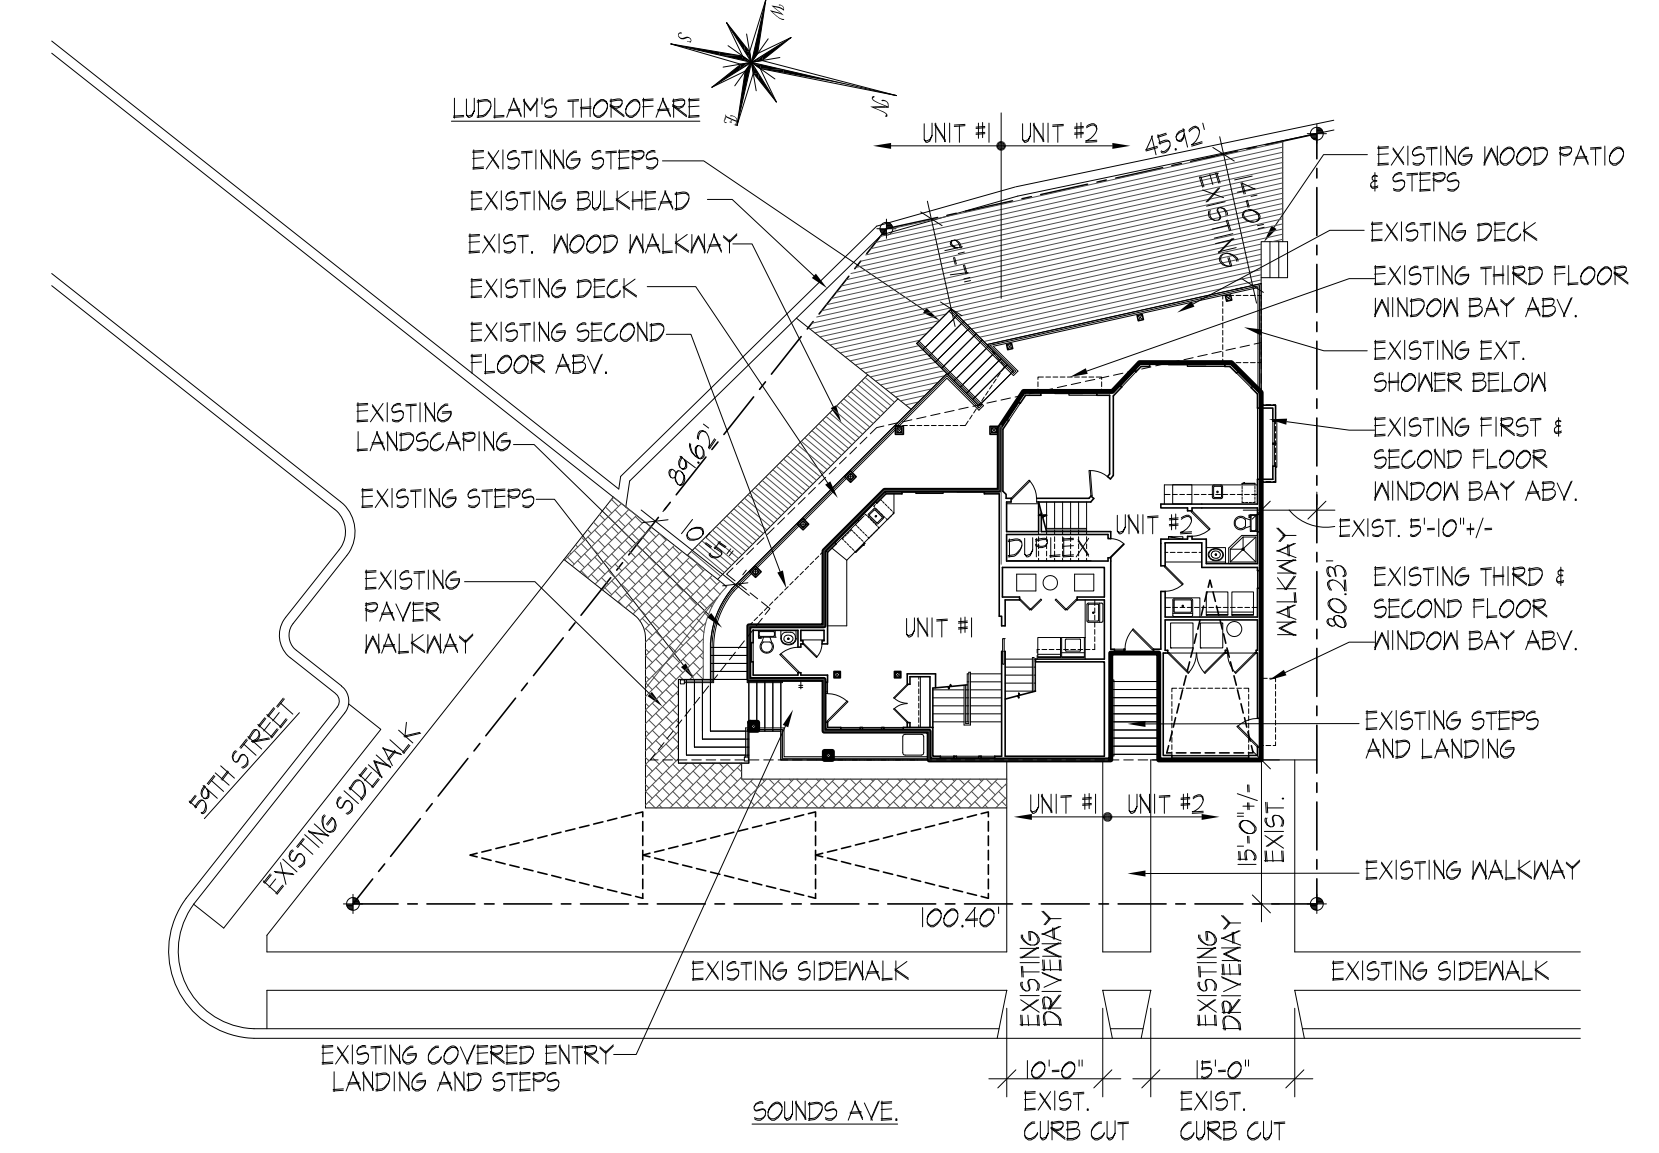 W
S
N
E
LUDLAM'S THOROFARE
EXISTINNG STEPS
EXISTING BULKHEAD
EXIST. WOOD WALKWAY
EXISTING DECK
EXISTING SECOND
FLOOR ABV.
EXISTING
LANDSCAPING
EXISTING STEPS
EXISTING
PAVER
WALKWAY
UNIT #1
UNIT #2
45.92'
14'-0"
EXISTING
9'-7"
89.62'
EXISTING WOOD PATIO
& STEPS
EXISTING DECK
EXISTING THIRD FLOOR
WINDOW BAY ABV.
EXISTING EXT.
SHOWER BELOW
EXISTING FIRST &
SECOND FLOOR
WINDOW BAY ABV.
EXIST. 5'-10"+/-
EXISTING THIRD &
SECOND FLOOR
WINDOW BAY ABV.
WALKWAY
80.23'
UNIT #2
DUPLEX
UNIT #1
EXISTING STEPS
AND LANDING
UNIT #1
UNIT #2
15'-0"+/-
EXIST.
EXISTING WALKWAY
59TH STREET
EXISTING SIDEWALK
100.40'
EXISTING SIDEWALK
EXISTING
DRIVEWAY
EXISTING
DRIVEWAY
EXISTING SIDEWALK
EXISTING COVERED ENTRY
LANDING AND STEPS
10'-0"
EXIST.
CURB CUT
15'-0"
EXIST.
CURB CUT
SOUNDS AVE.